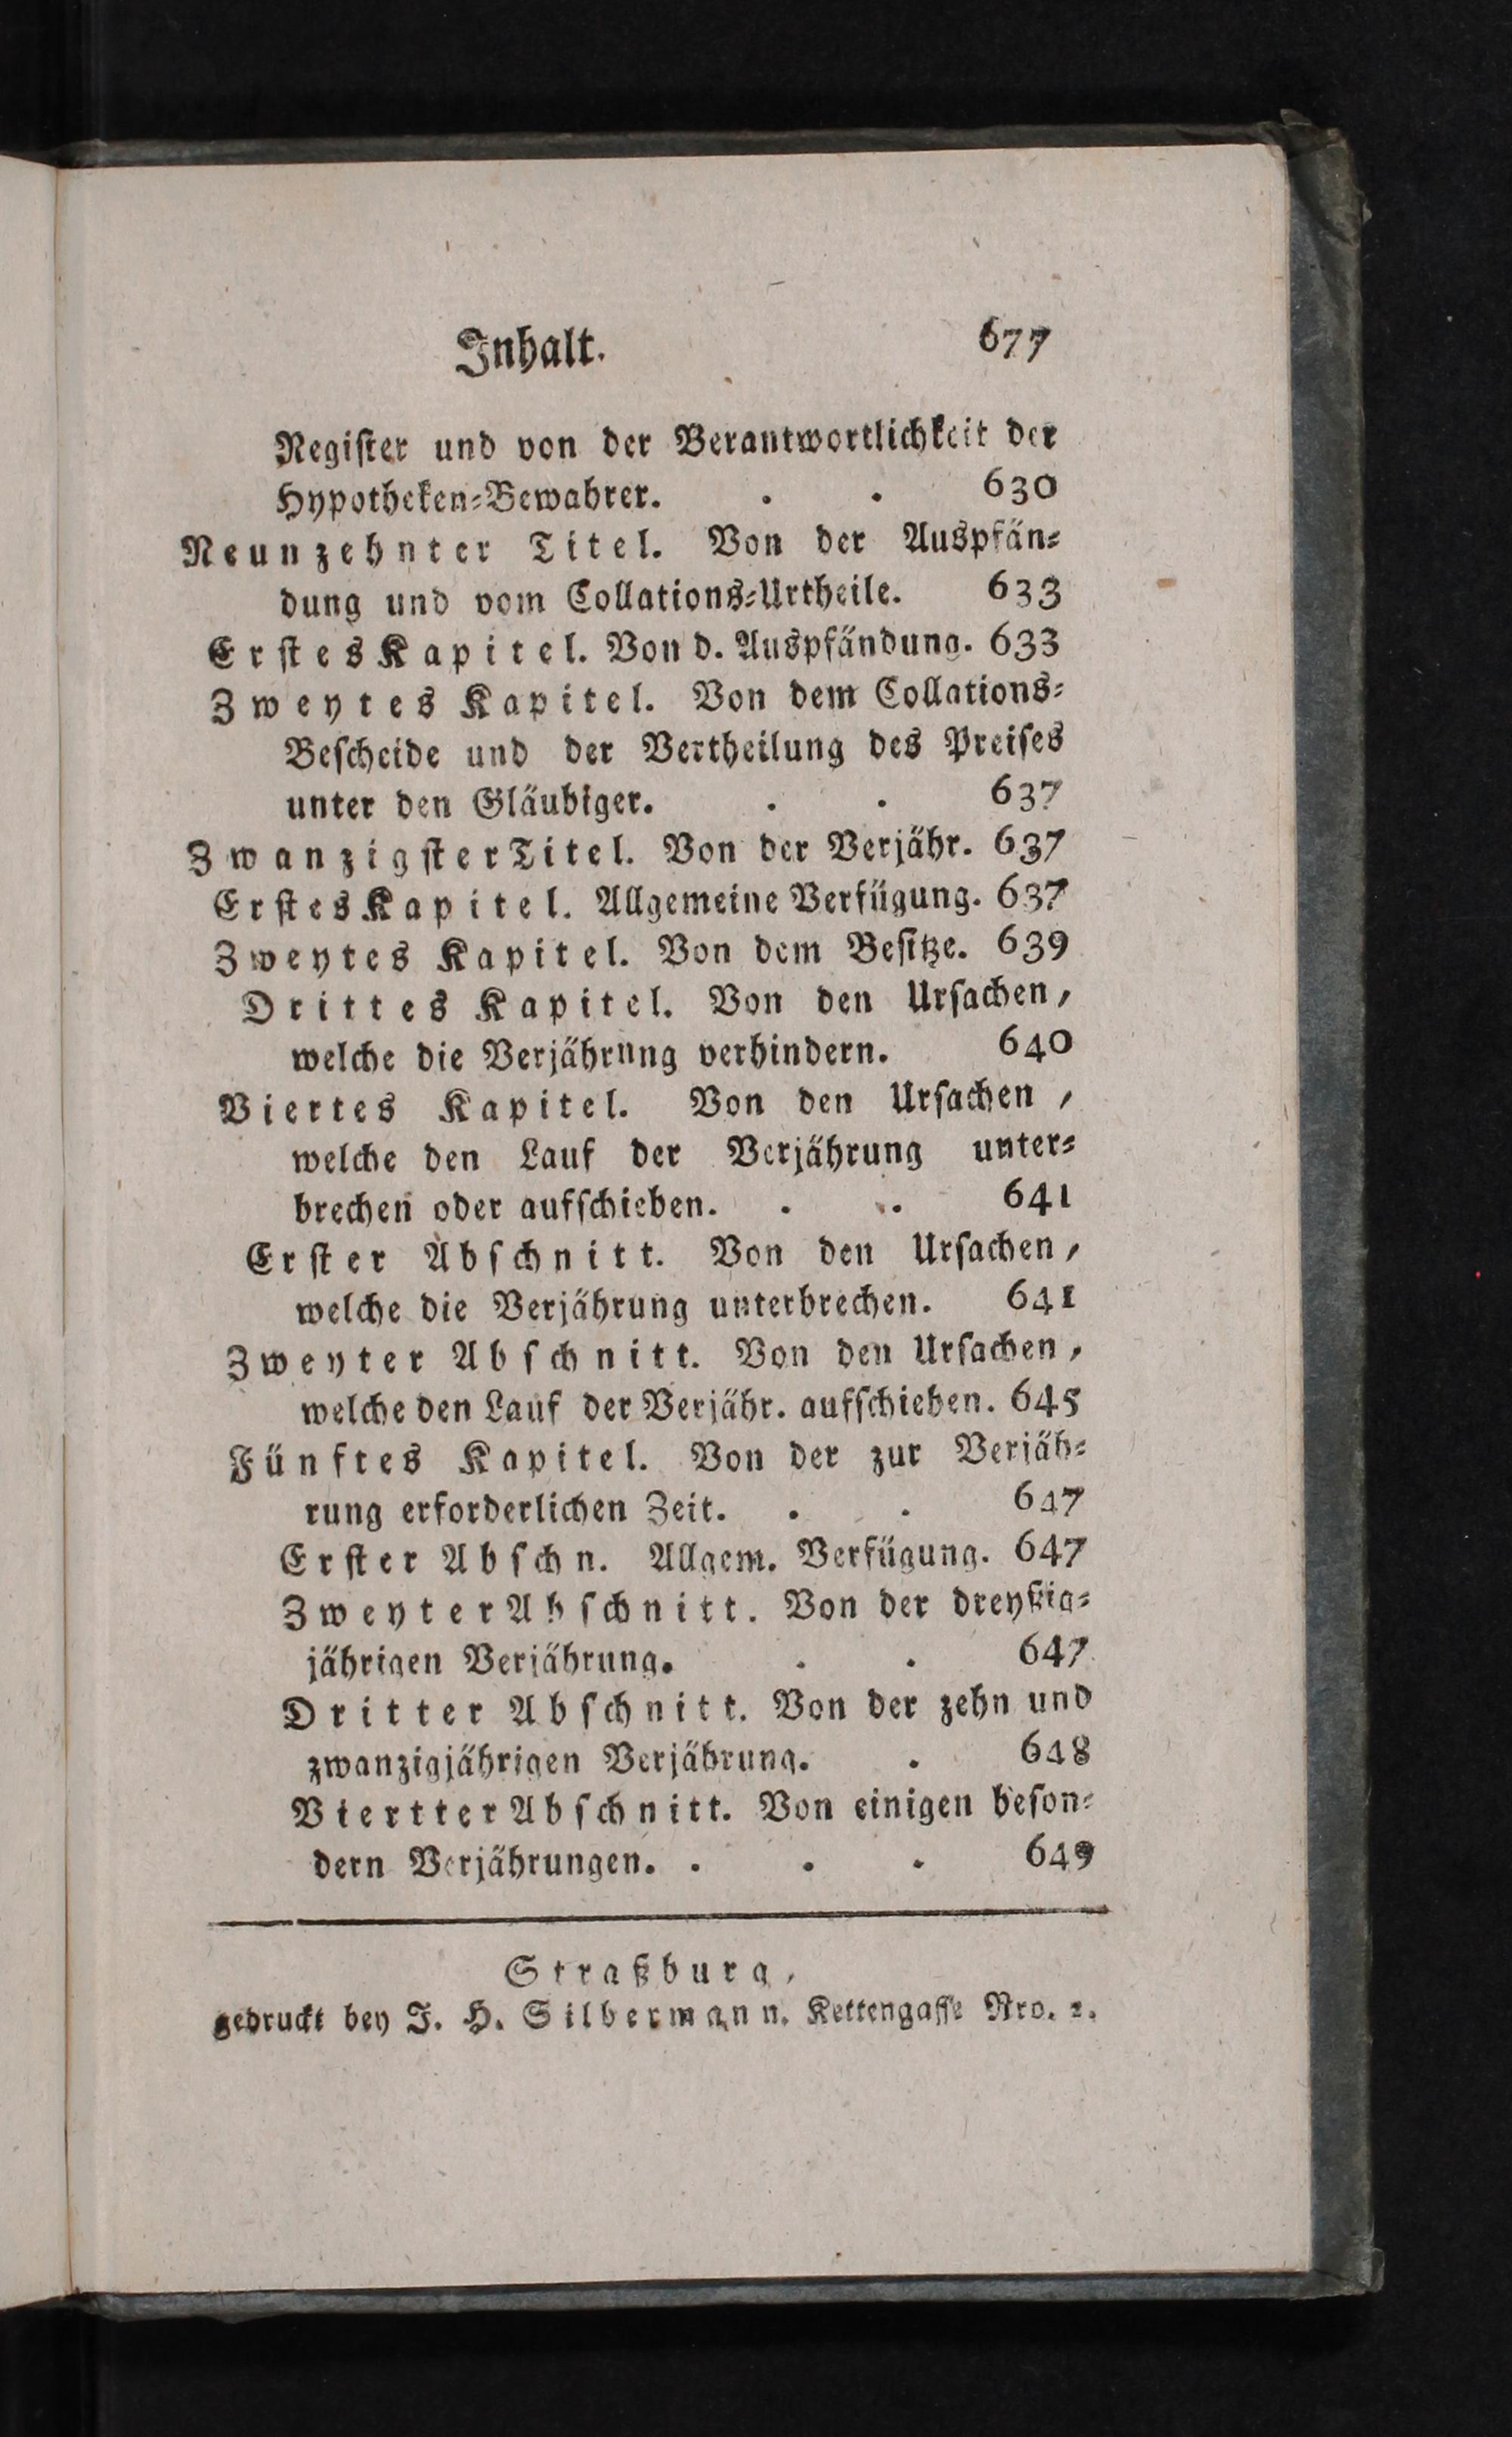 Inhalt. 677
Register und von der Verantwortlichkeit der
Hypotheken-Bewahrer. . . 630
Neunzehnter Titel. Von der Auspfän-
dung und vom Collations-Urtheile. 633
Erstes Kapitel. Von d. Auspfändung. 633
Zweytes Kapitel. Von dem Collations-
Bescheide und der Vertheilung des Preises
unter den Gläubiger. . . 637
Zwanzigster Titel. Von der Verjähr. 637
Erstes Kapitel. Allgemeine Verfügung. 637
Zweytes Kapitel. Von dem Besitze. 639
Drittes Kapitel. Von den Ursachen,
welche die Verjährung verhindern. 640
Viertes Kapitel. Von den Ursachen,
welche den Lauf der Verjährung unter-
brechen oder aufschieben. . . 641
Erster Abschnitt. Von den Ursachen,
welche die Verjährung unterbrechen. 641
Zweyter Abschnitt. Von den Ursachen,
welche den Lauf der Verjähr. aufschieben. 645
Fünftes Kapitel. Von der zur Verjäh-
rung erforderlichen Zeit. . . 647
Erster Abschn. Allgem. Verfügung. 647
Zweyter Abschnitt. Von der dreyßig-
jährigen Verjährung. . . 647
Dritter Abschnitt. Von der zehn und
zwanzigjährigen Verjährung. . 648
Viertter Abschnitt. Von einigen beson-
dern Verjährungen. . . . 649
Straßburg,
gedruckt bey J. H. Silbermann. Kettengasse Nro. 2.